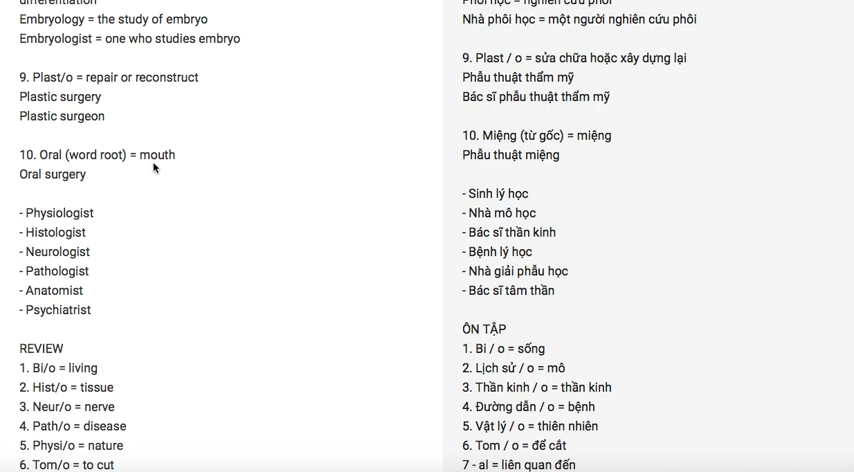 differentiation
Embryology = the study of embryo
Embryologist = one who studies embryo
9. Plast/o = repair or reconstruct
Plastic surgery
Plastic surgeon
10. Oral (word root) = mouth
Oral surgery
- Physiologist
- Histologist
- Neurologist
- Pathologist
- Anatomist
- Psychiatrist
REVIEW
1. Bi/o = living
2. Hist/o = tissue
3. Neur/o = nerve
4. Path/o = disease
5. Physi/o = nature
6. Tom/o = to cut
Phôi học = nghiên cứu phôi
Nhà phôi học = một người nghiên cứu phôi
9. Plast / o = sửa chữa hoặc xây dựng lại
Phẫu thuật thẩm mỹ
Bác sĩ phẫu thuật thẩm mỹ
10. Miệng (từ gốc) = miệng
Phẫu thuật miệng
- Sinh lý học
- Nhà mô học
- Bác sĩ thần kinh
- Bệnh lý học
- Nhà giải phẫu học
- Bác sĩ tâm thần
ÔN TẬP
1. Bi / o = sống
2. Lịch sử / o = mô
3. Thần kinh / o = thần kinh
4. Đường dẫn / o = bệnh
5. Vật lý / o = thiên nhiên
6. Tom / o = để cắt
7 - al = liên quan đến